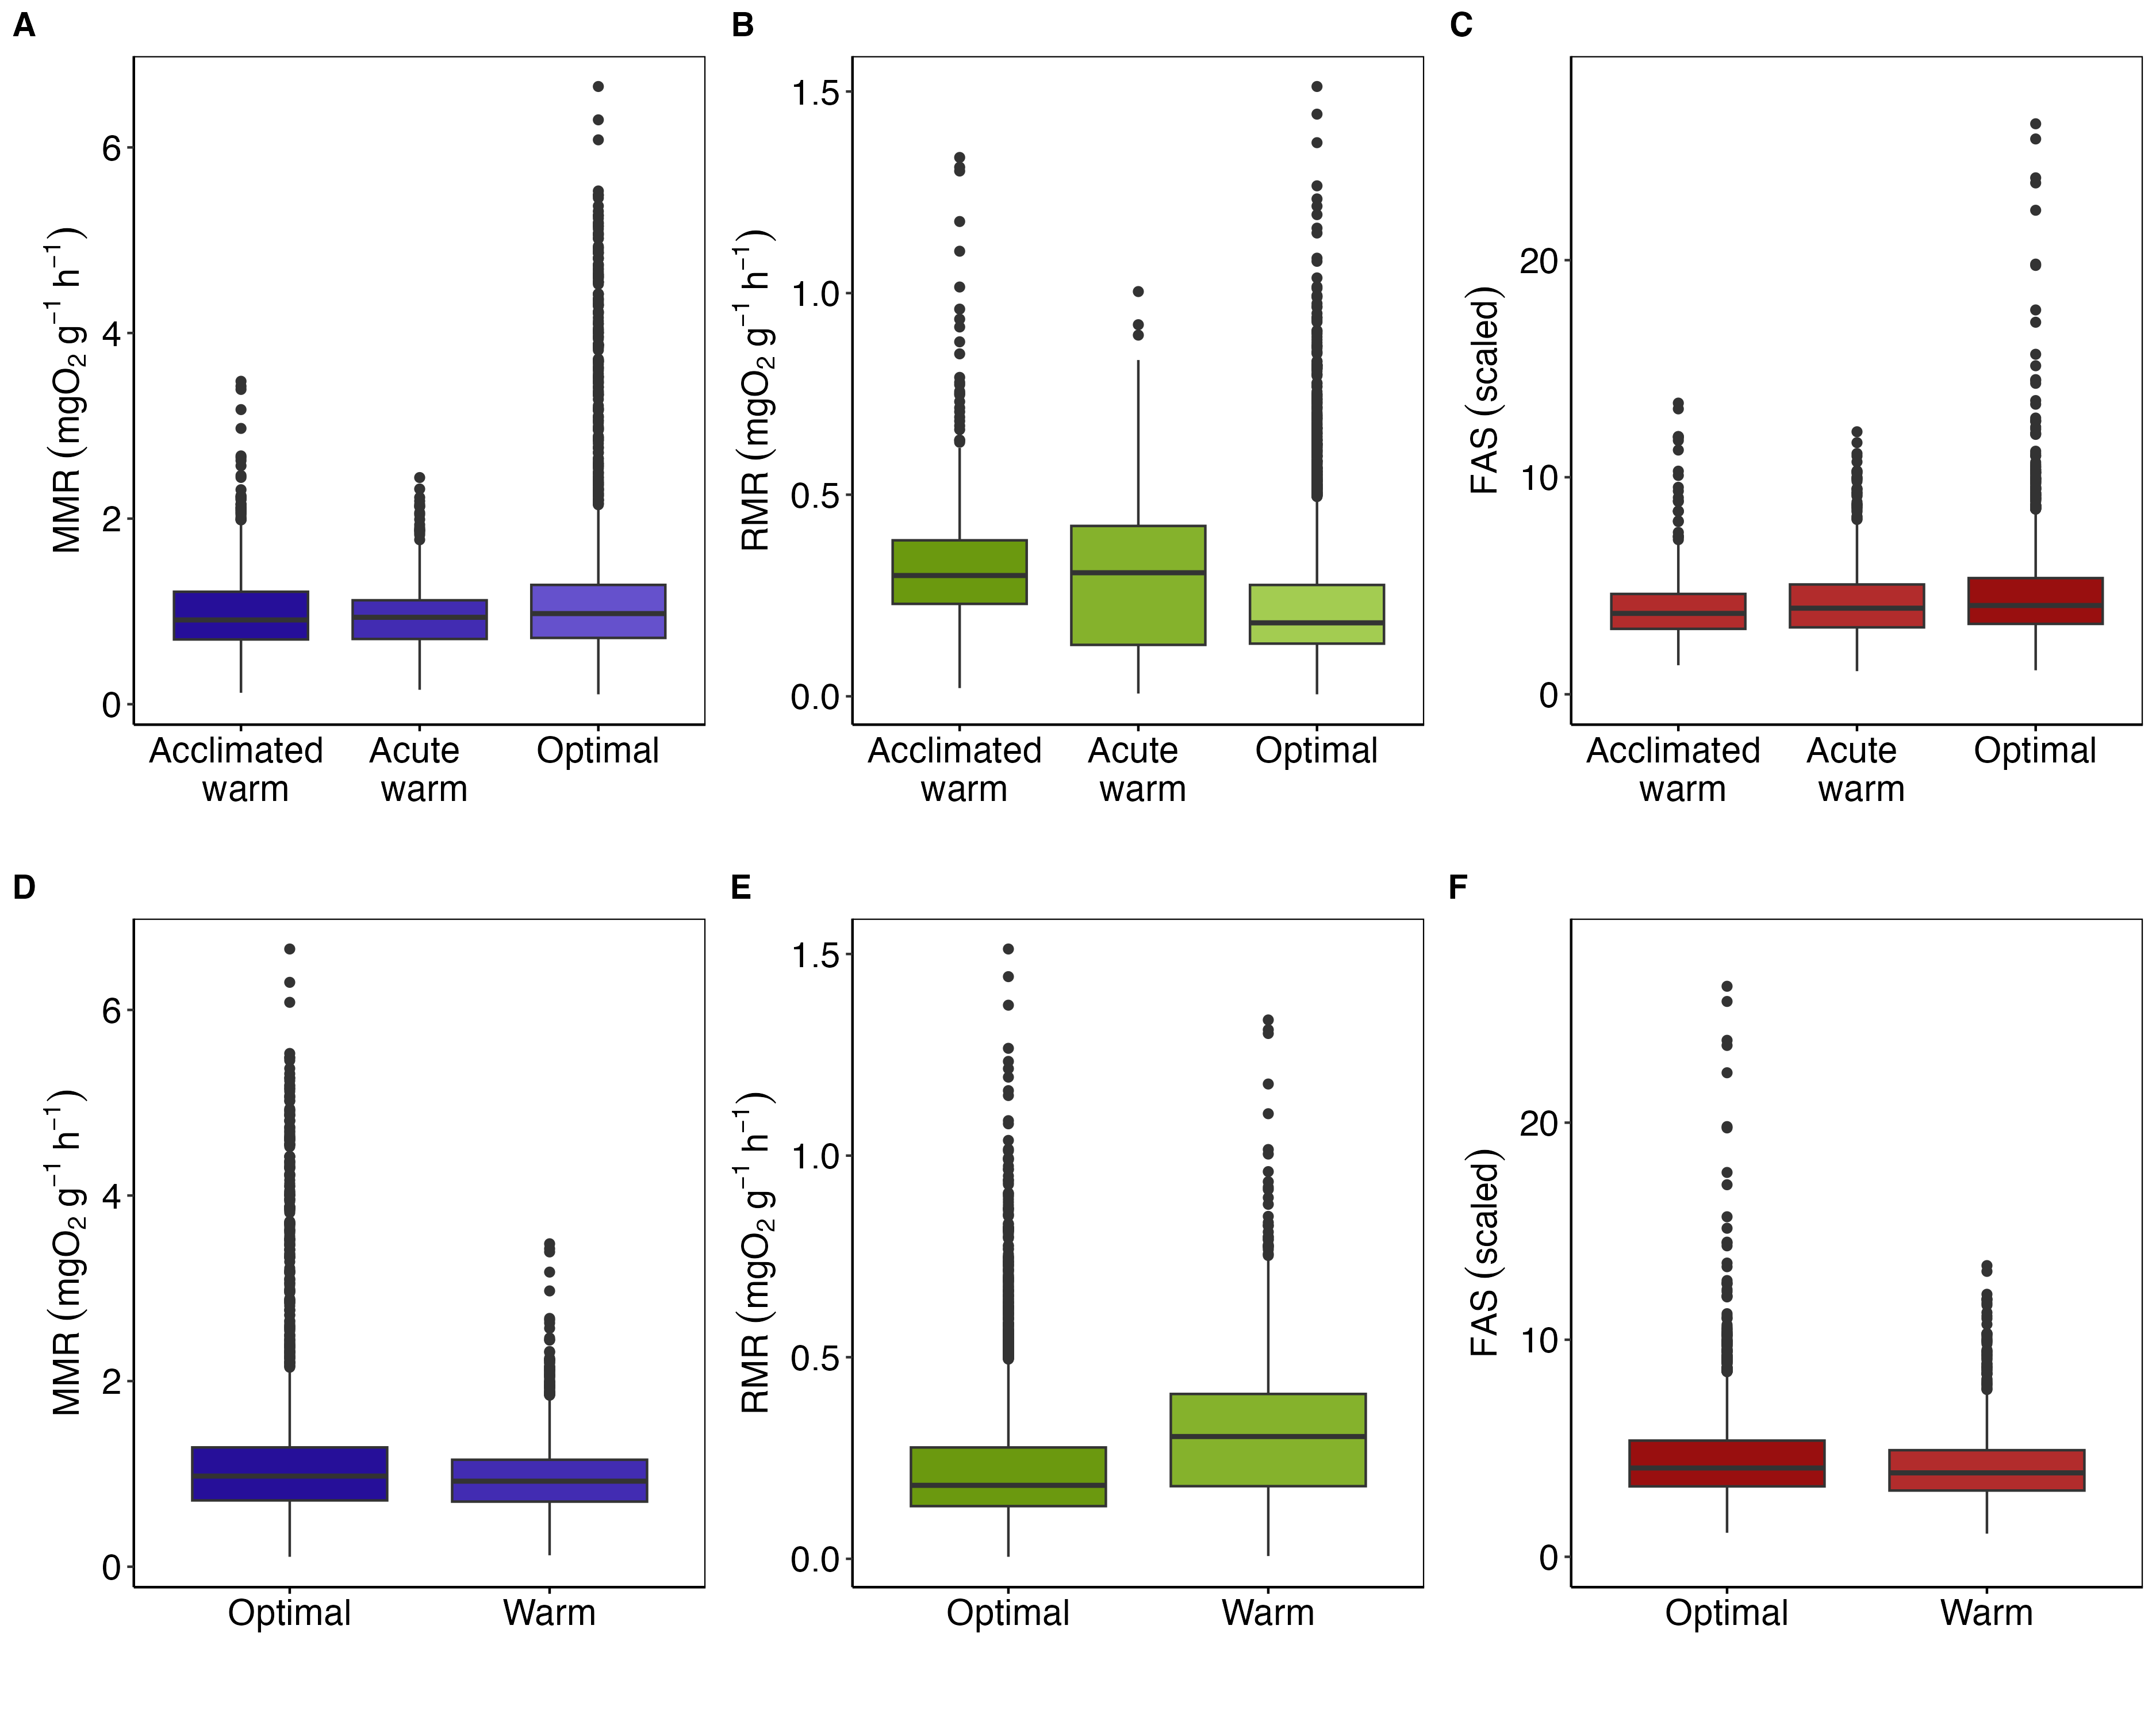 A
MMR (mgO₂ g⁻¹ h⁻¹)
6
4
2
0
Acclimated warm
Acute warm
Optimal
B
RMR (mgO₂ g⁻¹ h⁻¹)
1.5
1.0
0.5
0.0
Acclimated warm
Acute warm
Optimal
C
FAS (scaled)
20
10
0
Acclimated warm
Acute warm
Optimal
D
MMR (mgO₂ g⁻¹ h⁻¹)
6
4
2
0
Optimal
Warm
E
RMR (mgO₂ g⁻¹ h⁻¹)
1.5
1.0
0.5
0.0
Optimal
Warm
F
FAS (scaled)
20
10
0
Optimal
Warm